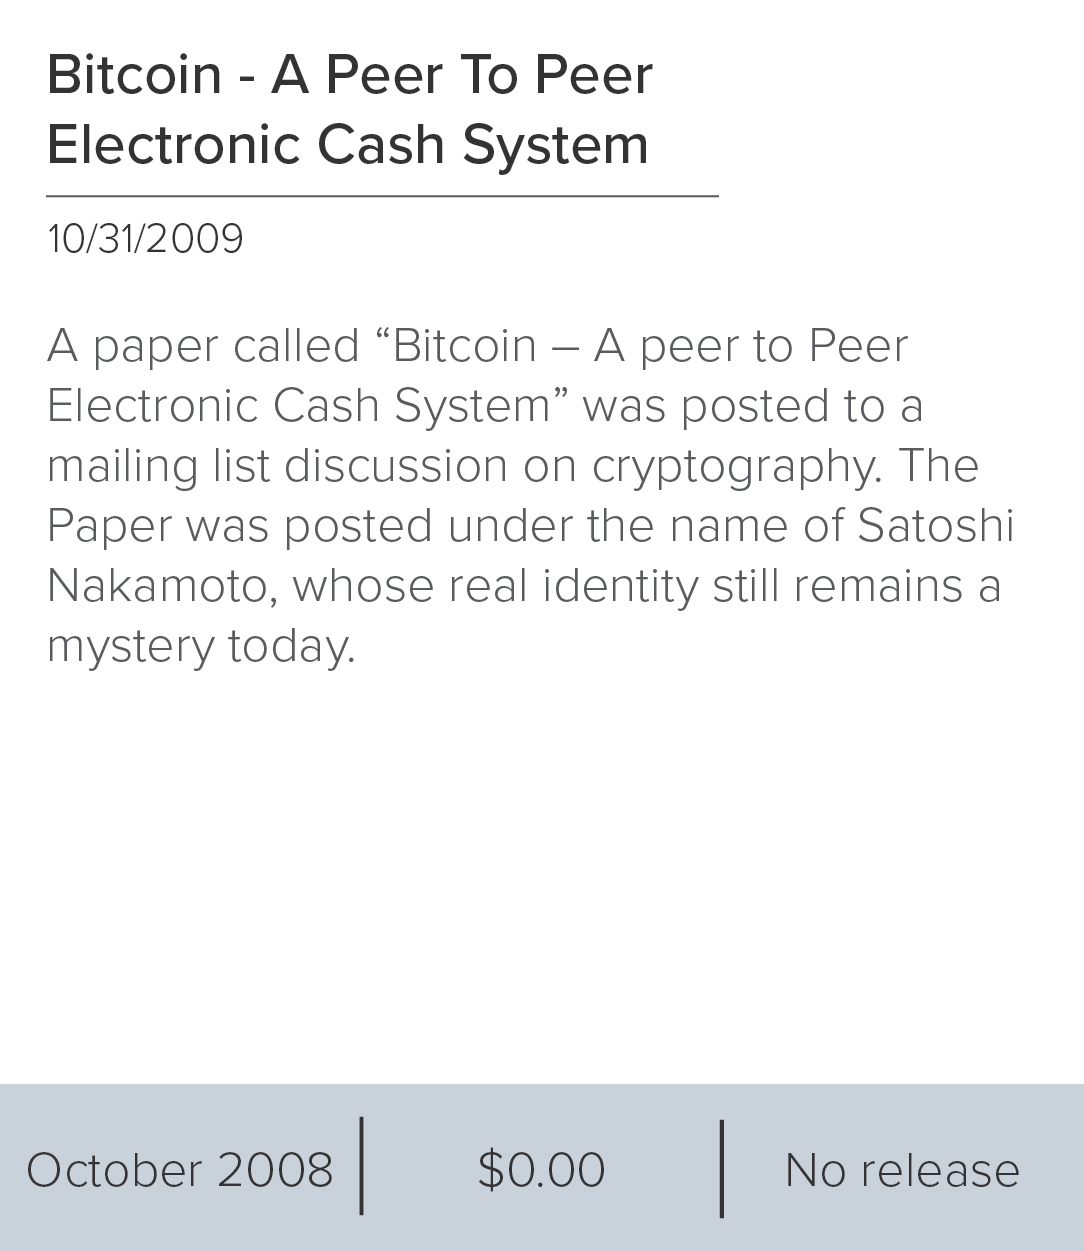 Bitcoin - A Peer To Peer
Electronic Cash System
10/31/2009
A paper called “Bitcoin – A peer to Peer
Electronic Cash System” was posted to a
mailing list discussion on cryptography. The
Paper was posted under the name of Satoshi
Nakamoto, whose real identity still remains a
mystery today.
October 2008
$0.00
No release